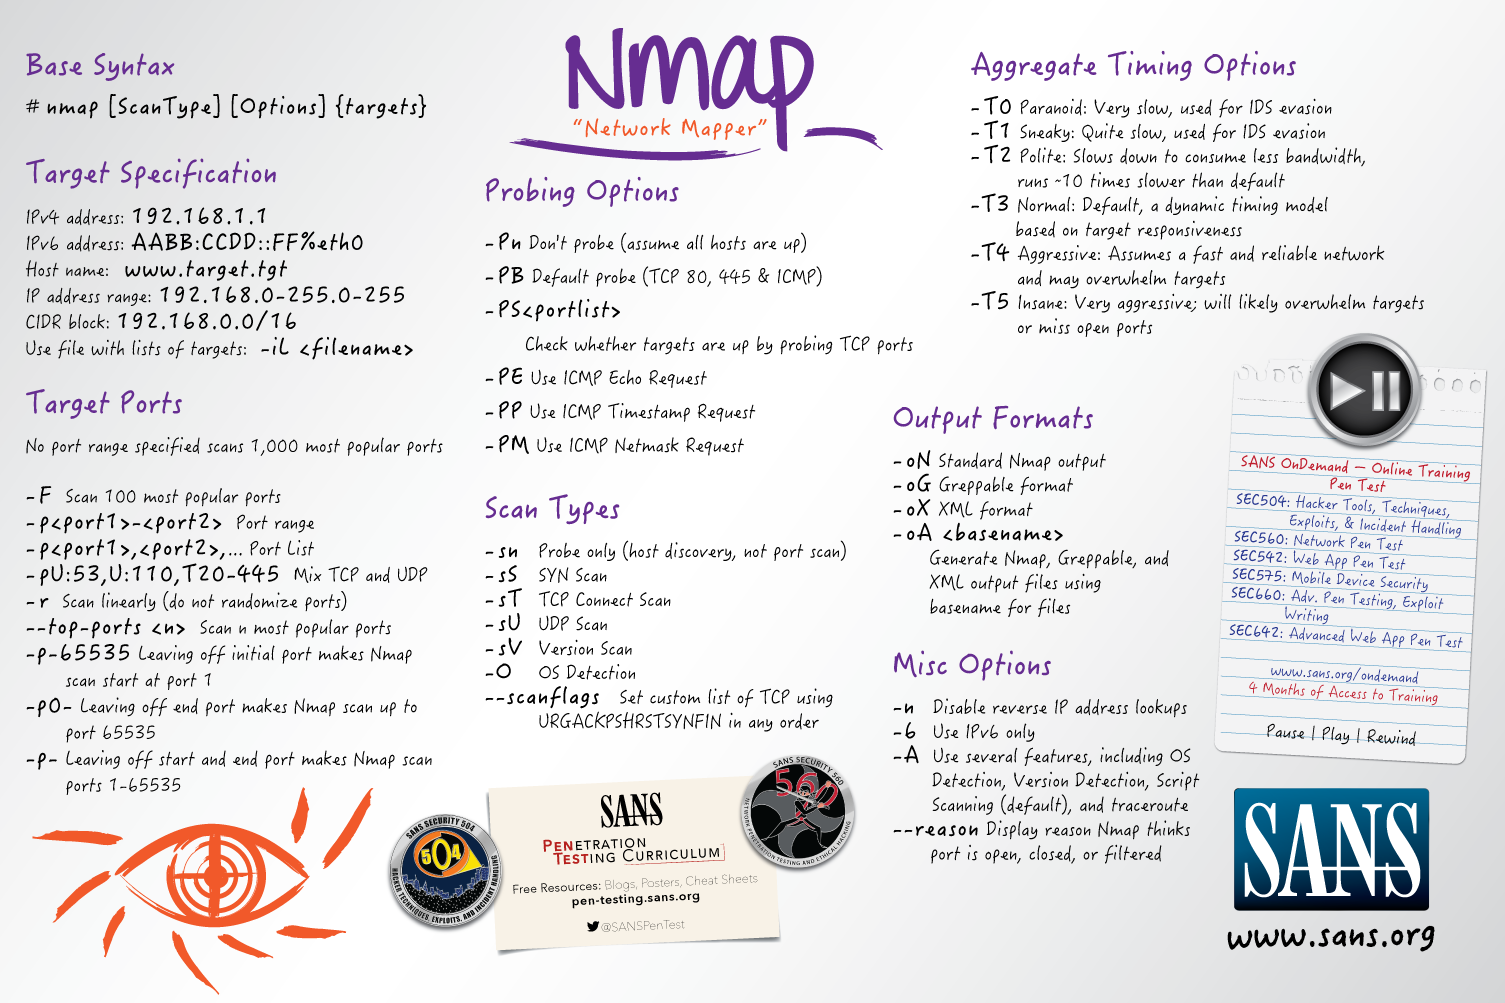 Nmap
"Network Mapper"
Base Syntax
# nmap [ScanType] [Options] {targets}
Target Specification
IPv4 address: 192.168.1.1
IPv6 address: AABB:CCDD::FF%eth0
Host name: www.target.tgt
IP address range: 192.168.0-255.0-255
CIDR block: 192.168.0.0/16
Use file with lists of targets: -iL <filename>
Target Ports
No port range specified scans 1,000 most popular ports
-F Scan 100 most popular ports
-p<port1>-<port2> Port range
-p<port1>,<port2>,... Port List
-pU:53,U:110,T20-445 Mix TCP and UDP
-r Scan linearly (do not randomize ports)
--top-ports <n> Scan n most popular ports
-p-65535 Leaving off initial port makes Nmap
scan start at port 1
-p0- Leaving off end port makes Nmap scan up to
port 65535
-p- Leaving off start and end port makes Nmap scan
ports 1-65535
Probing Options
-Pn Don't probe (assume all hosts are up)
-PB Default probe (TCP 80, 445 & ICMP)
-PS<portlist>
Check whether targets are up by probing TCP ports
-PE Use ICMP Echo Request
-PP Use ICMP Timestamp Request
-PM Use ICMP Netmask Request
Scan Types
-sn Probe only (host discovery, not port scan)
-sS SYN Scan
-sT TCP Connect Scan
-sU UDP Scan
-sV Version Scan
-O OS Detection
--scanflags Set custom list of TCP using
URGACKPSHRSTSYNFIN in any order
Aggregate Timing Options
-T0 Paranoid: Very slow, used for IDS evasion
-T1 Sneaky: Quite slow, used for IDS evasion
-T2 Polite: Slows down to consume less bandwidth,
runs ~10 times slower than default
-T3 Normal: Default, a dynamic timing model
based on target responsiveness
-T4 Aggressive: Assumes a fast and reliable network
and may overwhelm targets
-T5 Insane: Very aggressive; will likely overwhelm targets
or miss open ports
Output Formats
-oN Standard Nmap output
-oG Greppable format
-oX XML format
-oA <basename>
Generate Nmap, Greppable, and
XML output files using
basename for files
Misc Options
-n Disable reverse IP address lookups
-6 Use IPv6 only
-A Use several features, including OS
Detection, Version Detection, Script
Scanning (default), and traceroute
--reason Display reason Nmap thinks
port is open, closed, or filtered
SANS OnDemand – Online Training
Pen Test
SEC504: Hacker Tools, Techniques,
Exploits, & Incident Handling
SEC560: Network Pen Test
SEC542: Web App Pen Test
SEC575: Mobile Device Security
SEC660: Adv. Pen Testing, Exploit
Writing
SEC642: Advanced Web App Pen Test
www.sans.org/ondemand
4 Months of Access to Training
Pause | Play | Rewind
SANS SECURITY 504
504
HACKER TECHNIQUES, EXPLOITS, AND INCIDENT HANDLING
SANS
PENETRATION
TESTING CURRICULUM
Free Resources: Blogs, Posters, Cheat Sheets
pen-testing.sans.org
@SANSPenTest
SANS SECURITY 560
560
NETWORK PENETRATION TESTING AND ETHICAL HACKING
SANS
www.sans.org